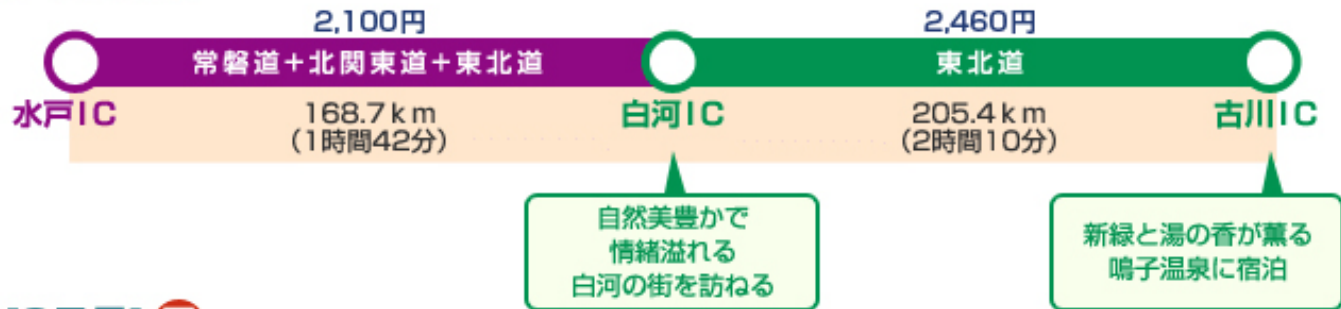 2,100円
2,460円
常磐道+北関東道+東北道
東北道
水戸IC
168.7km
(1時間42分)
白河IC
205.4km
(2時間10分)
古川IC
自然美豊かで
情緒溢れる
白河の街を訪ねる
新緑と湯の香が薫る
鳴子温泉に宿泊